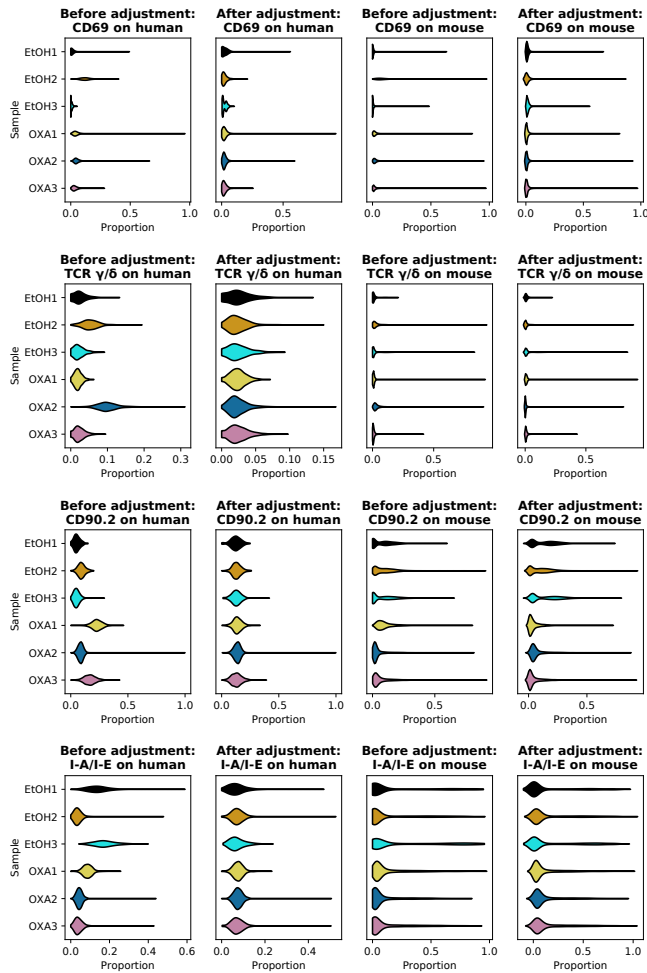 Before adjustment: After adjustment: Before adjustment: After adjustment:
CD69 on human CD69 on human CD69 on mouse CD69 on mouse
EtOH1
EtOH2
EtOH3
OXA1
OXA2
OXA3
Sample
0.0 0.5 1.0 0.0 0.5 0.0 0.5 1.0 0.0 0.5 1.0
Proportion Proportion Proportion Proportion
Before adjustment: After adjustment: Before adjustment: After adjustment:
TCR γ/δ on human TCR γ/δ on human TCR γ/δ on mouse TCR γ/δ on mouse
EtOH1
EtOH2
EtOH3
OXA1
OXA2
OXA3
Sample
0.0 0.1 0.2 0.3 0.00 0.05 0.10 0.15 0.0 0.5 0.0 0.5
Proportion Proportion Proportion Proportion
Before adjustment: After adjustment: Before adjustment: After adjustment:
CD90.2 on human CD90.2 on human CD90.2 on mouse CD90.2 on mouse
EtOH1
EtOH2
EtOH3
OXA1
OXA2
OXA3
Sample
0.0 0.5 1.0 0.0 0.5 1.0 0.0 0.5 0.0 0.5
Proportion Proportion Proportion Proportion
Before adjustment: After adjustment: Before adjustment: After adjustment:
I-A/I-E on human I-A/I-E on human I-A/I-E on mouse I-A/I-E on mouse
EtOH1
EtOH2
EtOH3
OXA1
OXA2
OXA3
Sample
0.0 0.2 0.4 0.6 0.0 0.2 0.4 0.0 0.5 1.0 0.0 0.5 1.0
Proportion Proportion Proportion Proportion